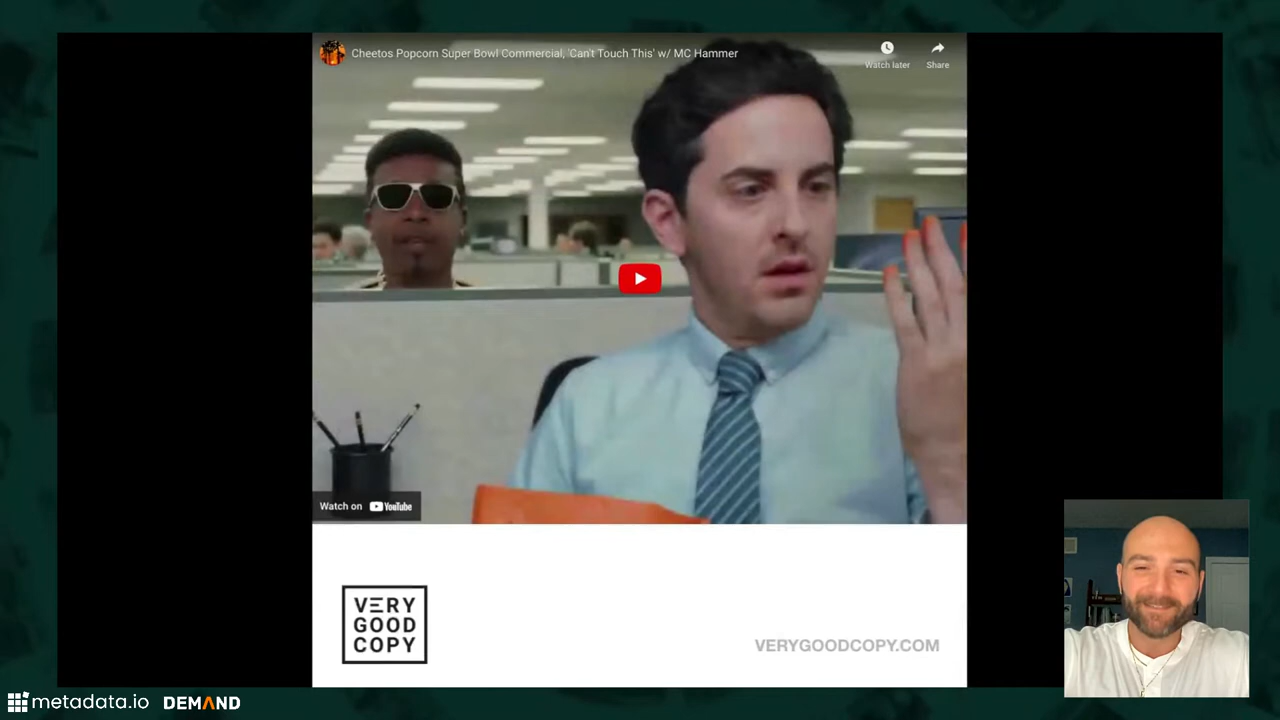 Cheetos Popcorn Super Bowl Commercial, 'Can't Touch This' w/ MC Hammer
Watch later
Share
Watch on YouTube
VERY
GOOD
COPY
VERYGOODCOPY.COM
metadata.io DEMAND